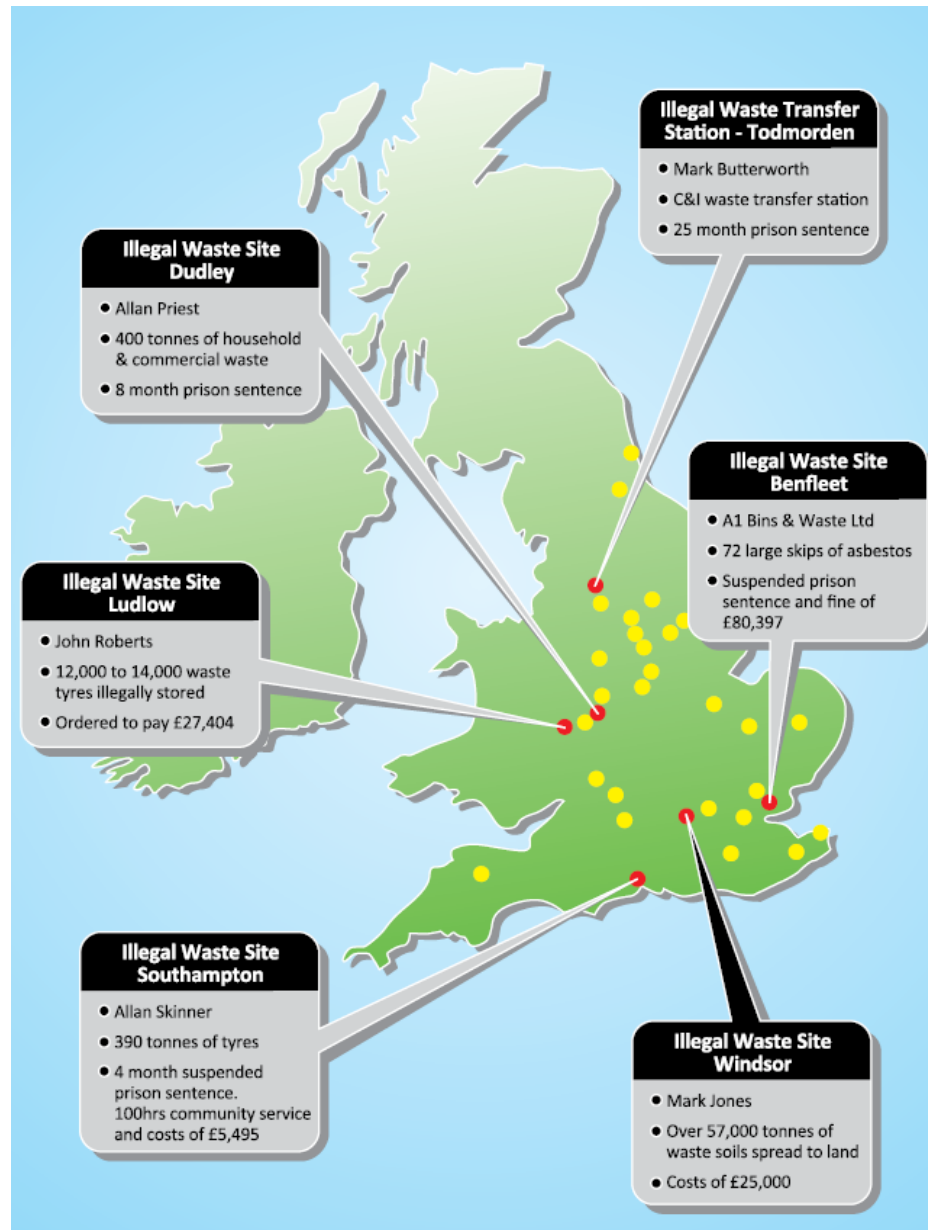 Illegal Waste Transfer
Station - Todmorden
● Mark Butterworth
● C&I waste transfer station
● 25 month prison sentence
Illegal Waste Site
Dudley
● Allan Priest
● 400 tonnes of household
& commercial waste
● 8 month prison sentence
Illegal Waste Site
Benfleet
● A1 Bins & Waste Ltd
● 72 large skips of asbestos
● Suspended prison
sentence and fine of
£80,397
Illegal Waste Site
Ludlow
● John Roberts
● 12,000 to 14,000 waste
tyres illegally stored
● Ordered to pay £27,404
Illegal Waste Site
Southampton
● Allan Skinner
● 390 tonnes of tyres
● 4 month suspended
prison sentence.
100hrs community service
and costs of £5,495
Illegal Waste Site
Windsor
● Mark Jones
● Over 57,000 tonnes of
waste soils spread to land
● Costs of £25,000